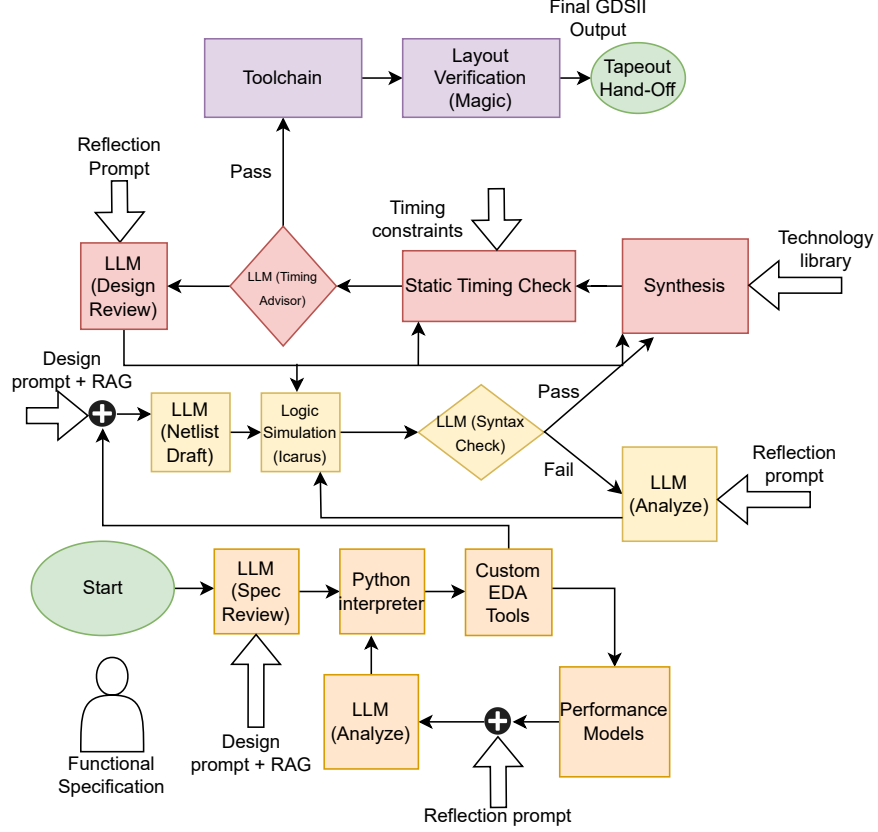 Final GDSII
Output
Toolchain
Layout
Verification
(Magic)
Tapeout
Hand-Off
Reflection
Prompt
Pass
Timing
constraints
Technology
library
LLM
(Design
Review)
LLM (Timing
Advisor)
Static Timing Check
Synthesis
Design
prompt + RAG
LLM
(Netlist
Draft)
Logic
Simulation
(Icarus)
LLM (Syntax
Check)
Pass
Fail
LLM
(Analyze)
Reflection
prompt
Start
LLM
(Spec
Review)
Python
interpreter
Custom
EDA
Tools
Functional
Specification
Design
prompt + RAG
LLM
(Analyze)
Performance
Models
Reflection prompt